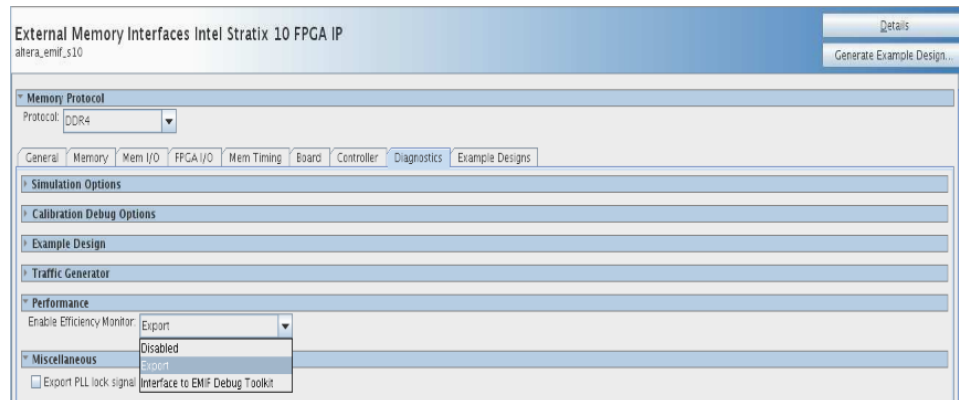 External Memory Interfaces Intel Stratix 10 FPGA IP
altera_emif_s10
Details
Generate Example Design...
Memory Protocol
Protocol: DDR4
General Memory Mem I/O FPGA I/O Mem Timing Board Controller Diagnostics Example Designs
Simulation Options
Calibration Debug Options
Example Design
Traffic Generator
Performance
Enable Efficiency Monitor: Export
Disabled
Export
Interface to EMIF Debug Toolkit
Miscellaneous
Export PLL lock signal